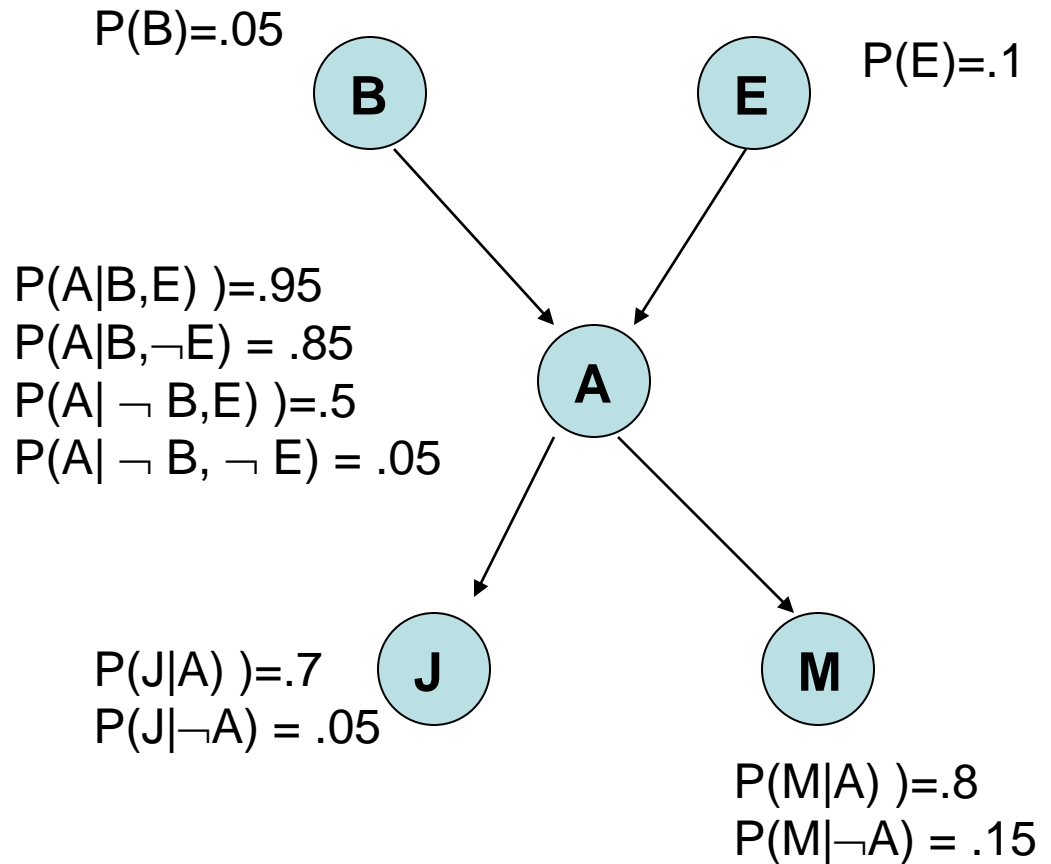 P(B)=.05
P(E)=.1
B
E
P(A|B,E) )=.95
P(A|B,¬E) = .85
P(A| ¬ B,E) )=.5
P(A| ¬ B, ¬ E) = .05
A
P(J|A) )=.7
P(J|¬A) = .05
J
M
P(M|A) )=.8
P(M|¬A) = .15